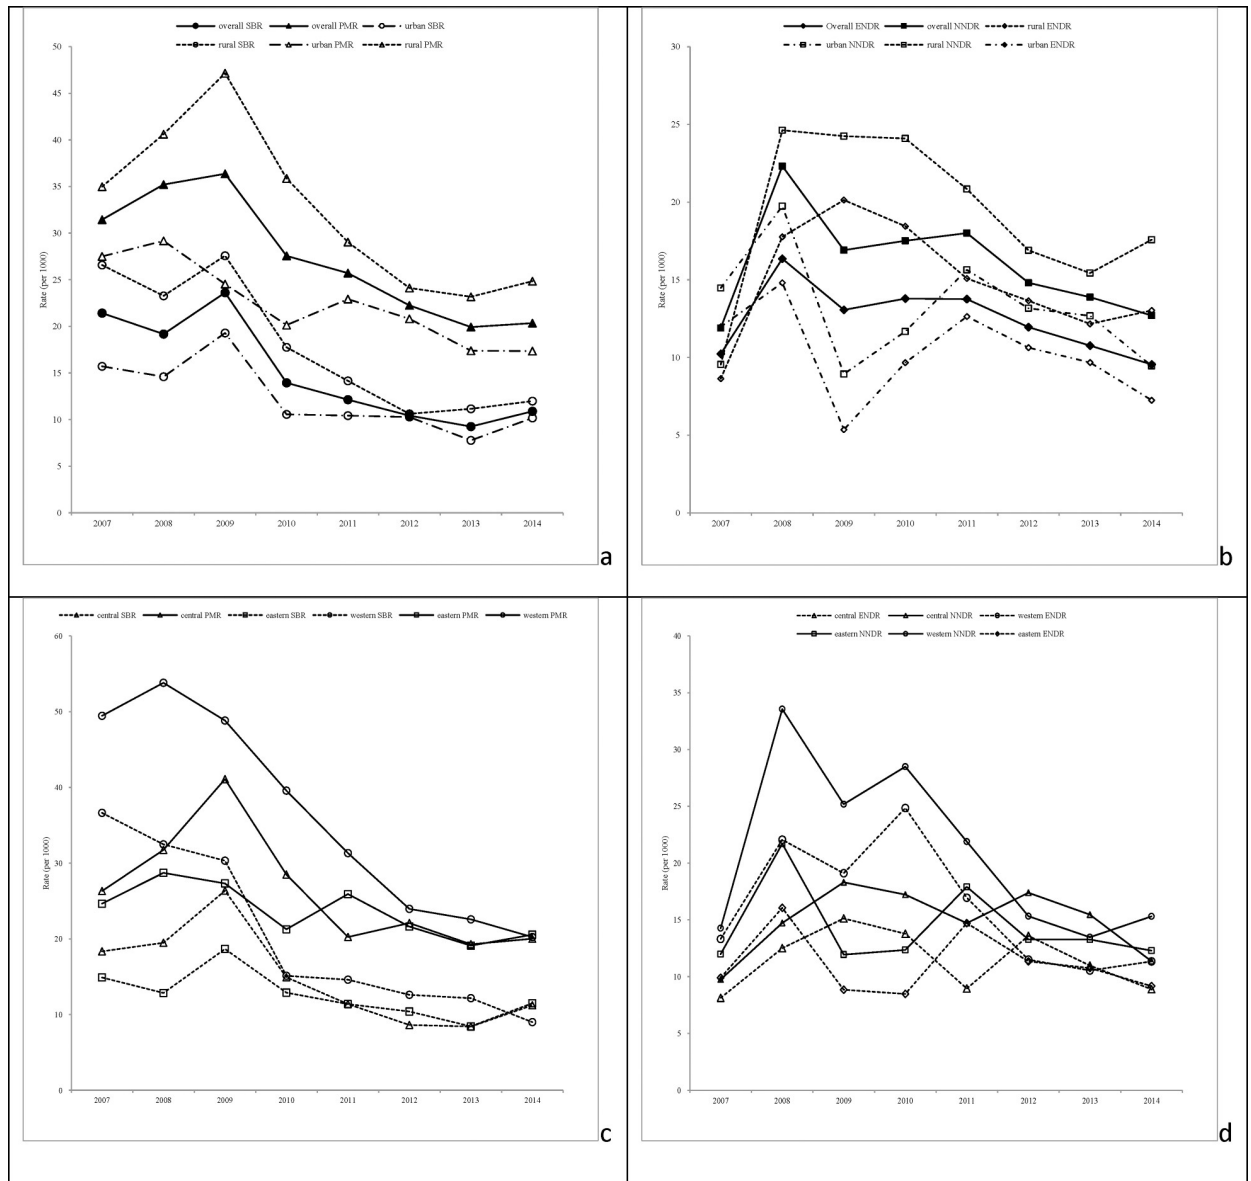 overall SBR overall PMR urban SBR
rural SBR urban PMR rural PMR
50
45
40
35
30
25
20
15
10
5
0
Rate (per 1000)
2007 2008 2009 2010 2011 2012 2013 2014
a
Overall ENDR overall NNDR rural ENDR
urban NNDR rural NNDR urban ENDR
30
25
20
15
10
5
0
Rate (per 1000)
2007 2008 2009 2010 2011 2012 2013 2014
b
central SBR central PMR eastern SBR western SBR eastern PMR western PMR
60
50
40
30
20
10
0
Rate (per 1000)
2007 2008 2009 2010 2011 2012 2013 2014
c
central ENDR central NNDR western ENDR
eastern NNDR western NNDR eastern ENDR
40
35
30
25
20
15
10
5
0
Rate (per 1000)
2007 2008 2009 2010 2011 2012 2013 2014
d